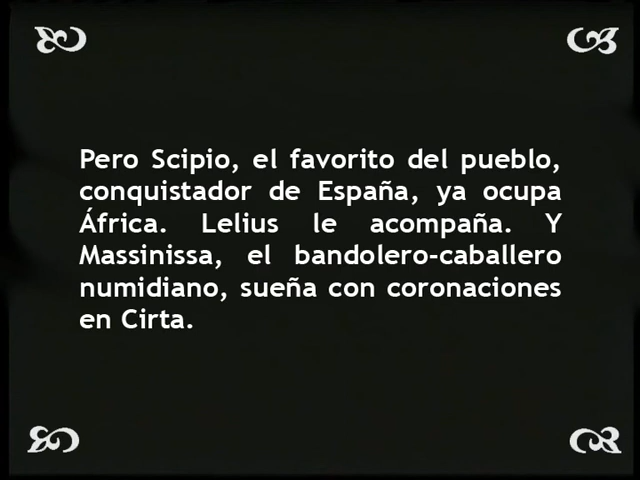 Pero Scipio, el favorito del pueblo,
conquistador de España, ya ocupa
África. Lelius le acompaña. Y
Massinissa, el bandolero-caballero
numidiano, sueña con coronaciones
en Cirta.